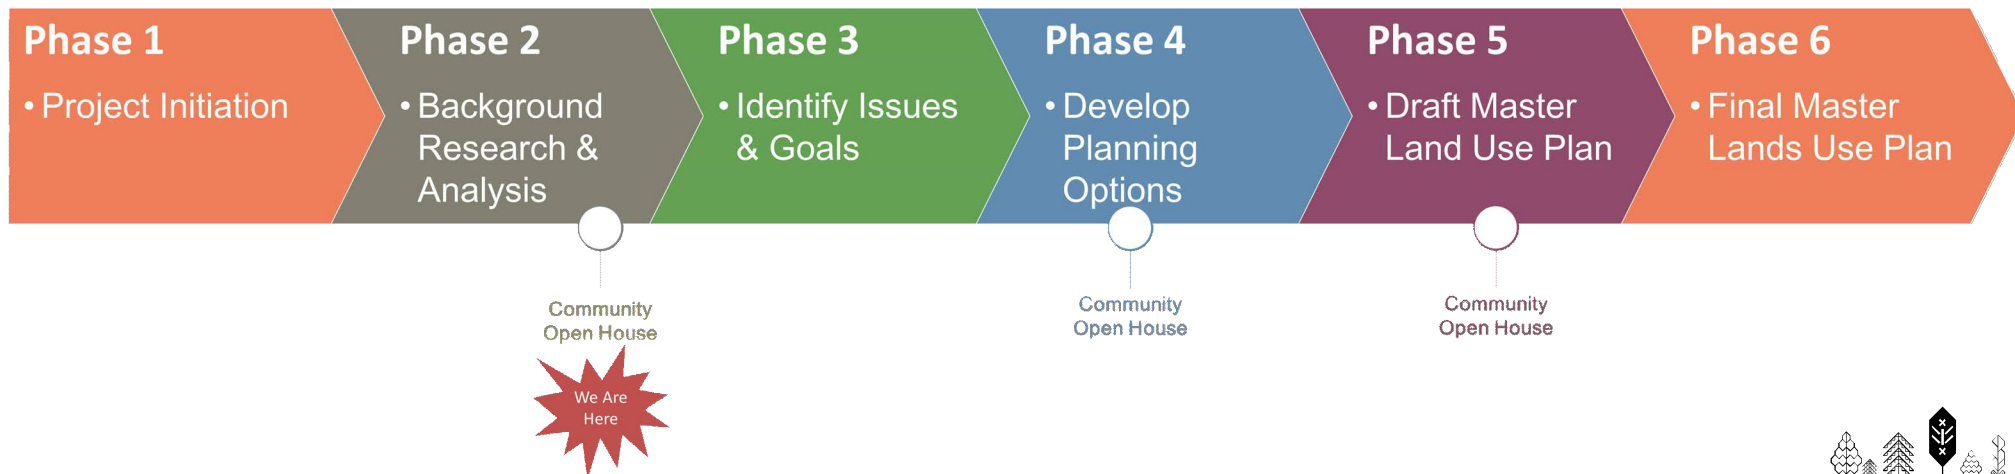 Phase 1
• Project Initiation
Phase 2
• Background
Research &
Analysis
Phase 3
• Identify Issues
& Goals
Phase 4
• Develop
Planning
Options
Phase 5
• Draft Master
Land Use Plan
Phase 6
• Final Master
Lands Use Plan
Community
Open House
Community
Open House
Community
Open House
We Are
Here